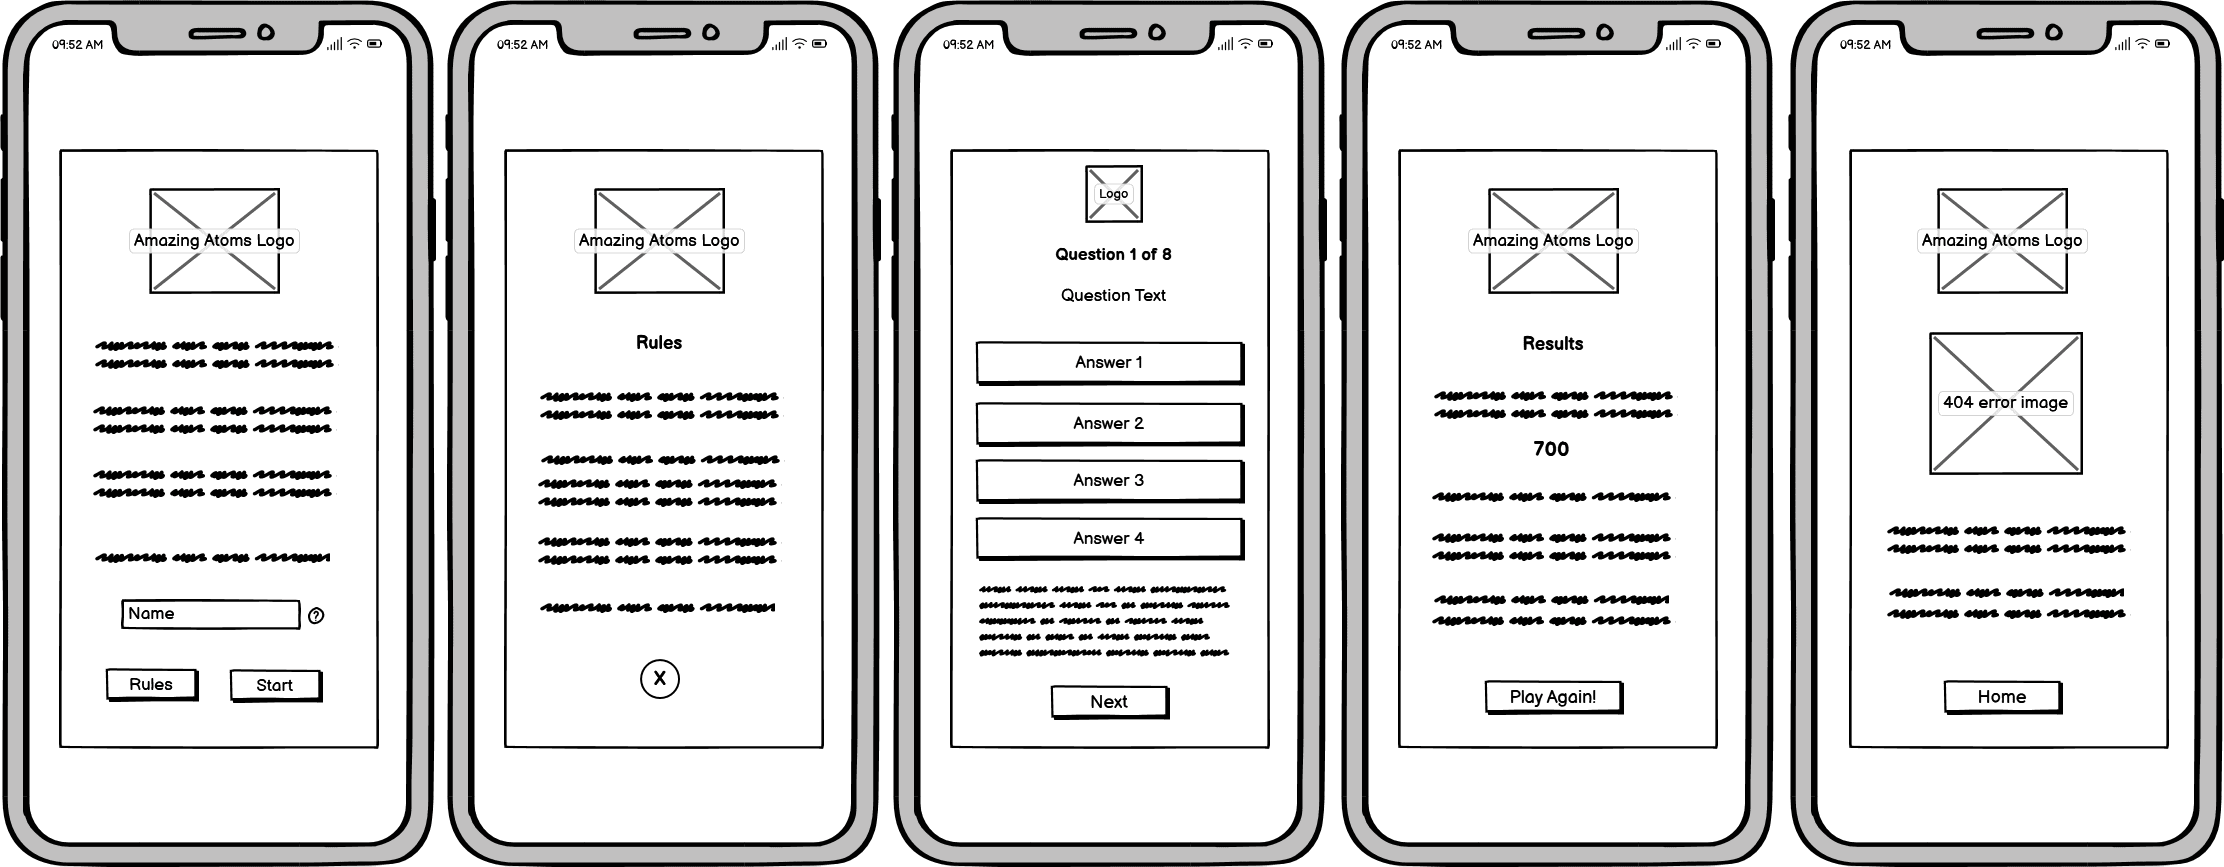 09:52 AM
Amazing Atoms Logo
Name
?
Rules
Start
09:52 AM
Amazing Atoms Logo
Rules
X
09:52 AM
Logo
Question 1 of 8
Question Text
Answer 1
Answer 2
Answer 3
Answer 4
Next
09:52 AM
Amazing Atoms Logo
Results
700
Play Again!
09:52 AM
Amazing Atoms Logo
404 error image
Home